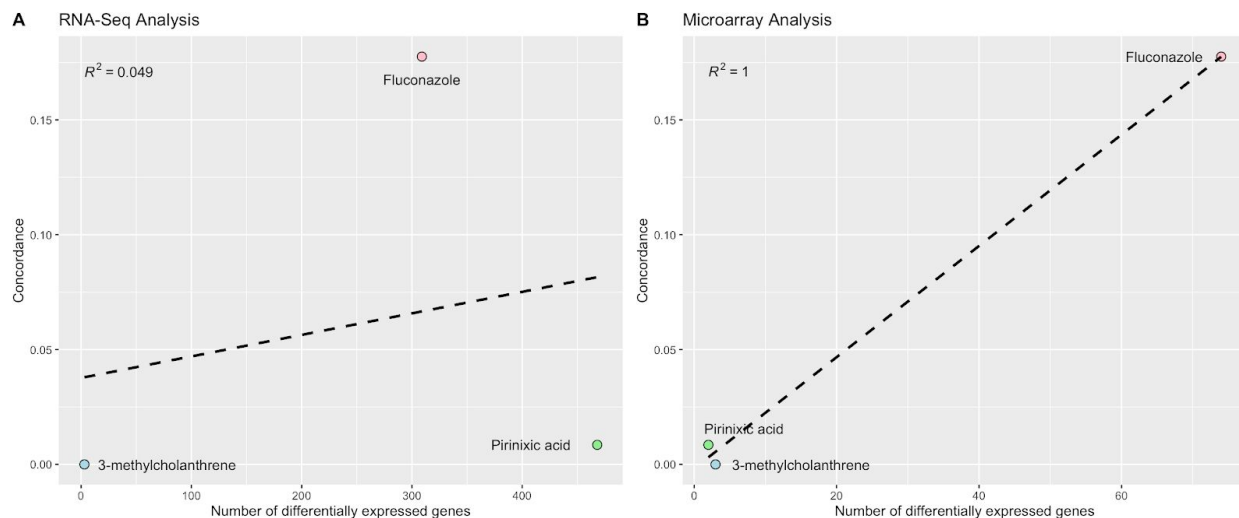 A RNA-Seq Analysis
R² = 0.049
Fluconazole
Pirinixic acid
3-methylcholanthrene
0.15
0.10
0.05
0.00
Concordance
0 100 200 300 400
Number of differentially expressed genes
B Microarray Analysis
R² = 1
Fluconazole
Pirinixic acid
3-methylcholanthrene
0.15
0.10
0.05
0.00
Concordance
0 20 40 60
Number of differentially expressed genes